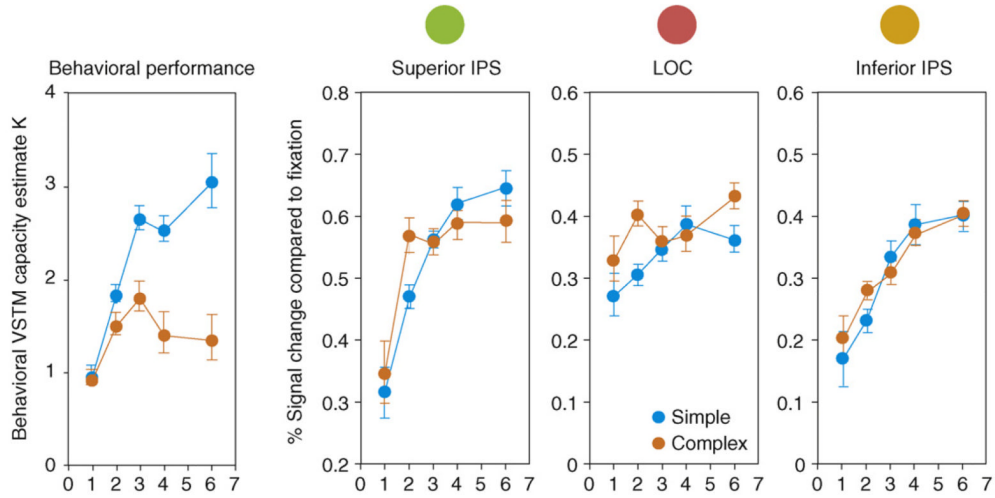 Behavioral performance
Superior IPS
LOC
Inferior IPS
Behavioral VSTM capacity estimate K
4
3
2
1
0
0 1 2 3 4 5 6 7
% Signal change compared to fixation
0.8
0.7
0.6
0.5
0.4
0.3
0.2
0 1 2 3 4 5 6 7
0.6
0.5
0.4
0.3
0.2
0.1
0
Simple
Complex
0 1 2 3 4 5 6 7
0.6
0.5
0.4
0.3
0.2
0.1
0
0 1 2 3 4 5 6 7